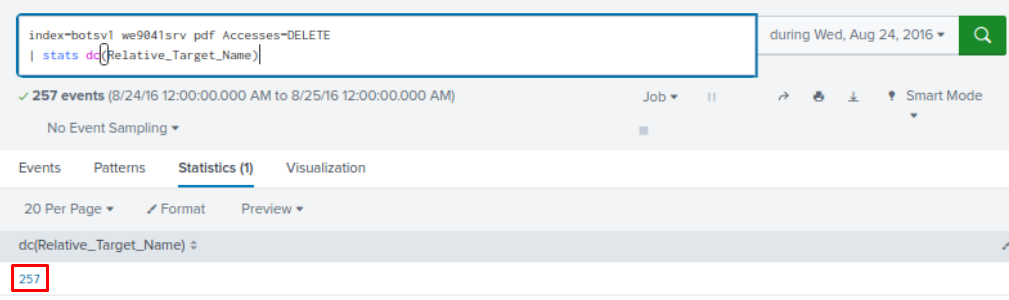 index=botsv1 we9041srv pdf Accesses=DELETE
| stats dc(Relative_Target_Name)
during Wed, Aug 24, 2016
257 events (8/24/16 12:00:00.000 AM to 8/25/16 12:00:00.000 AM)
Job
Smart Mode
No Event Sampling
Events Patterns Statistics (1) Visualization
20 Per Page Format Preview
dc(Relative_Target_Name)
257